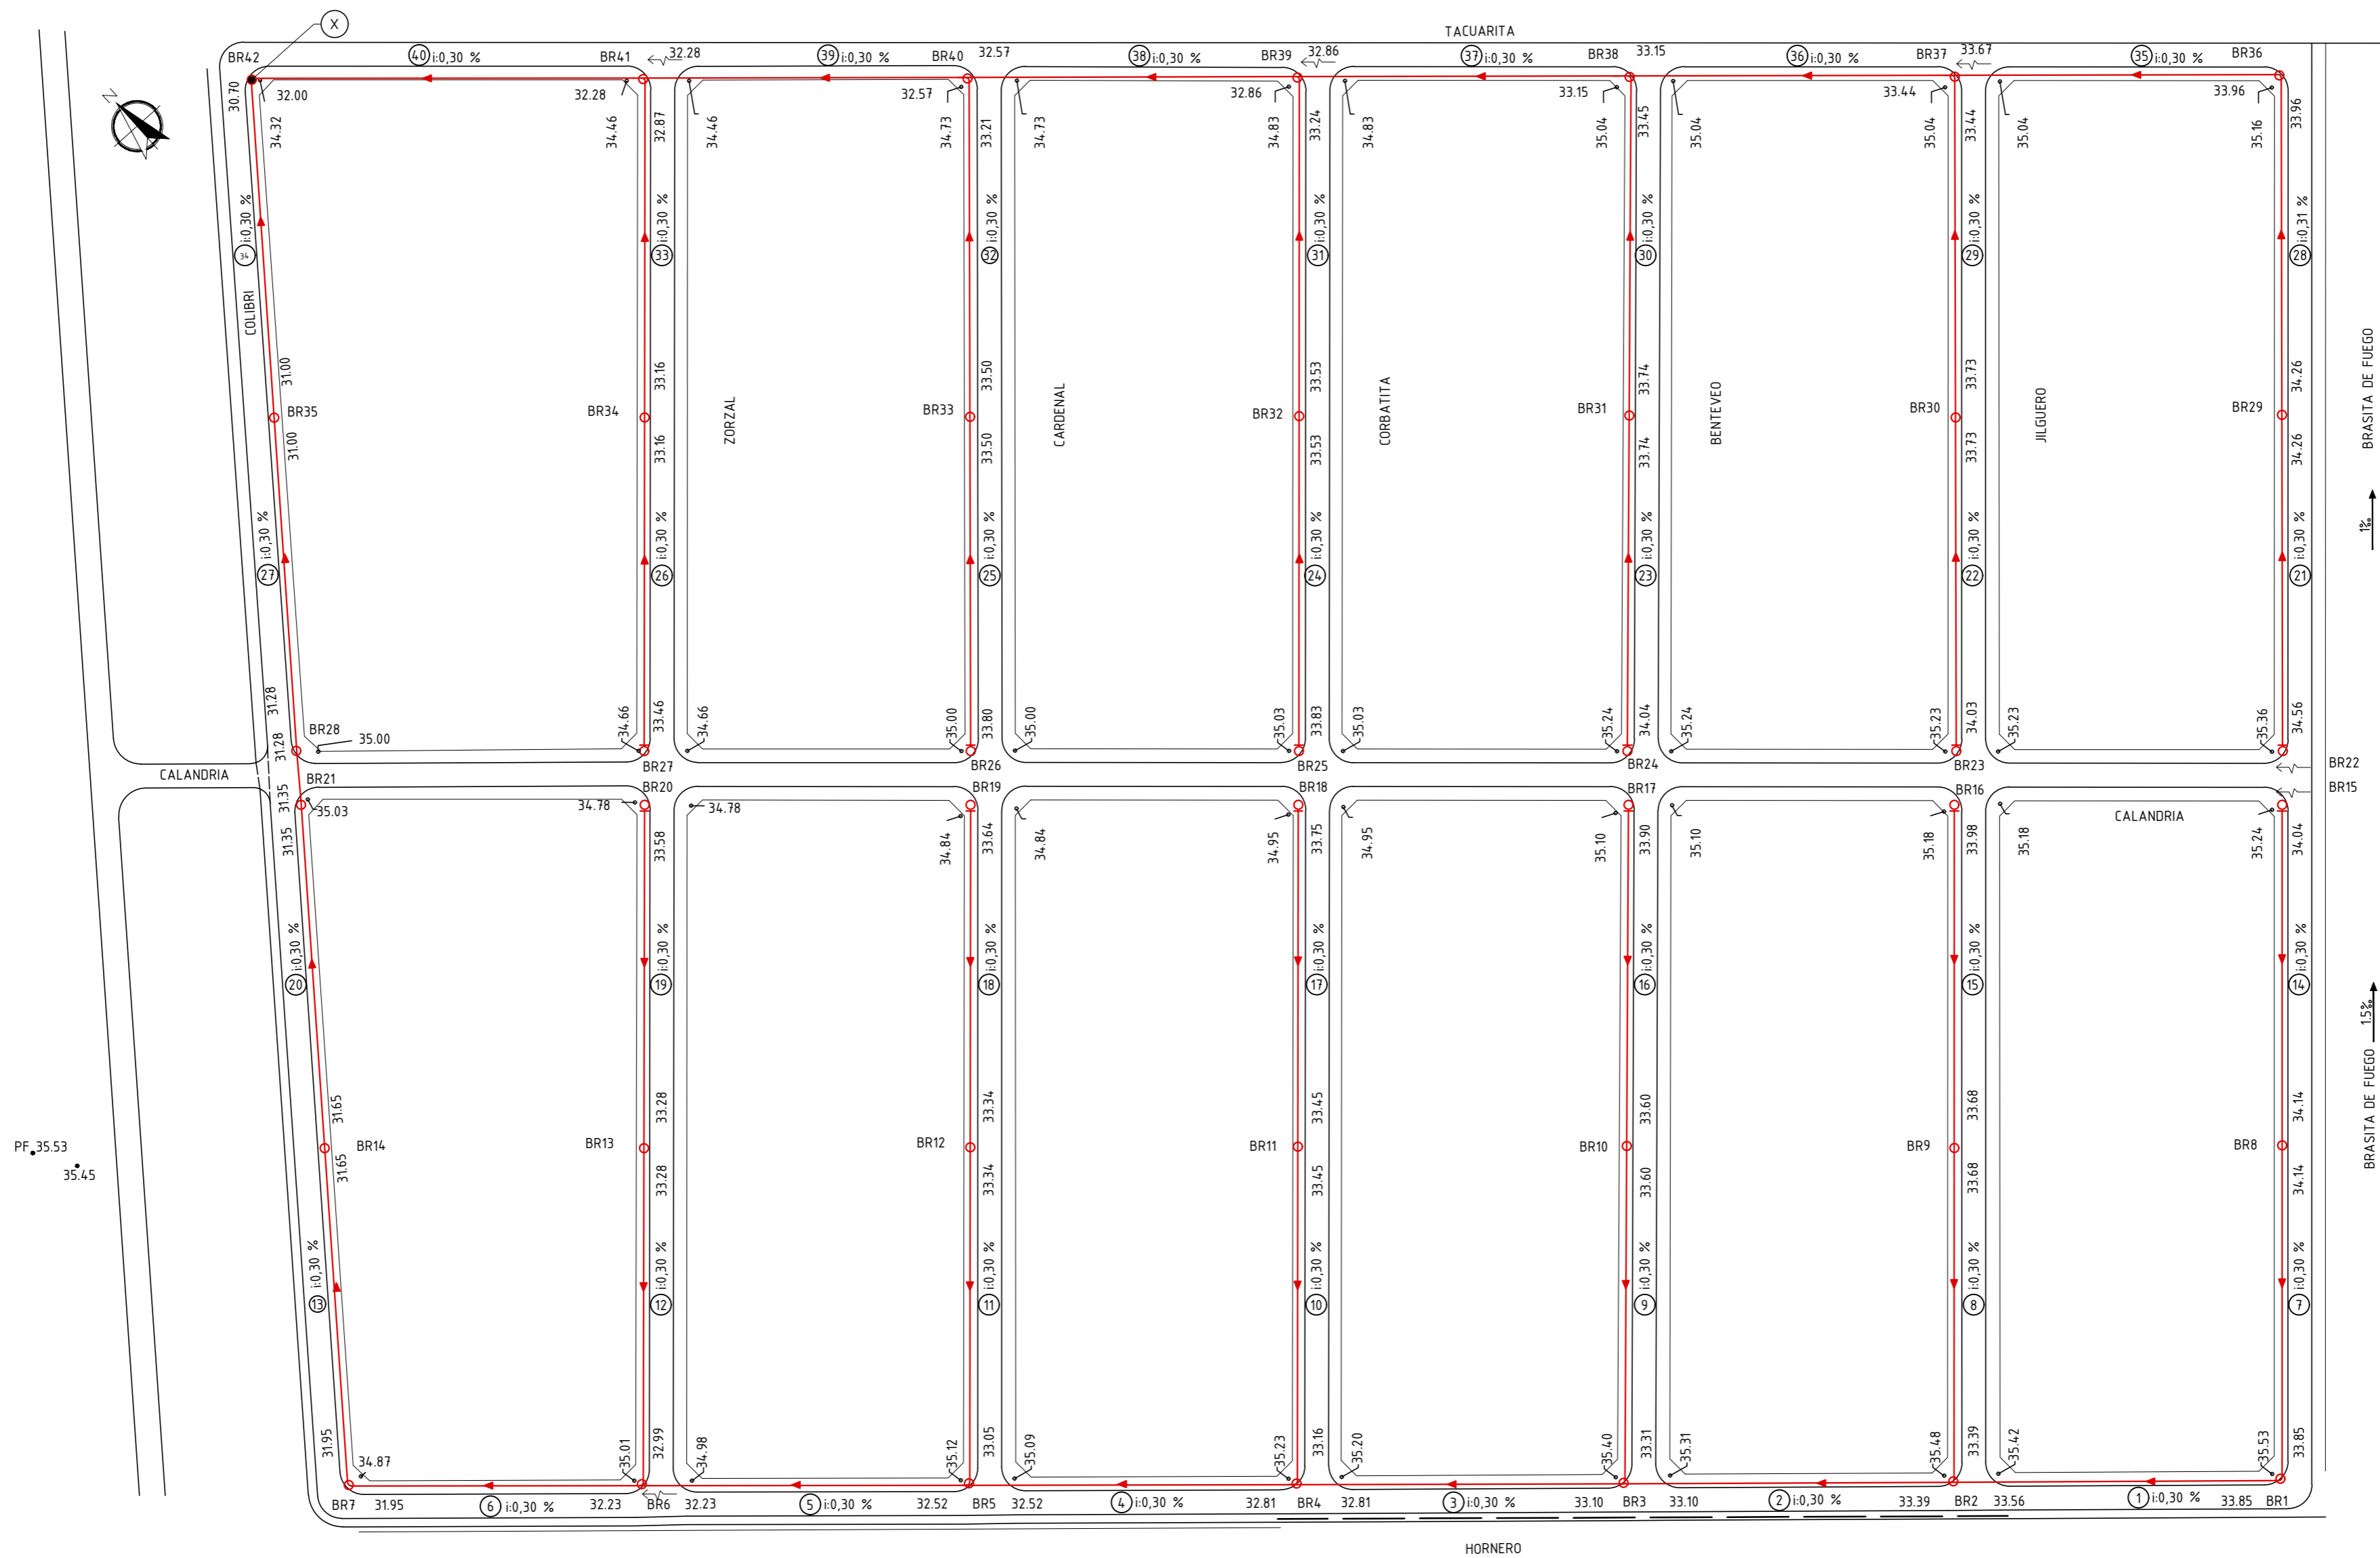 X
TACUARITA
BR42
40 i:0,30 %
BR41
32.28
39 i:0,30 %
BR40
32.57
38 i:0,30 %
BR39
32.86
37 i:0,30 %
BR38
33.15
36 i:0,30 %
BR37
33.67
35 i:0,30 %
BR36
N
30.70
32.00
34.32
32.28
34.46
32.87
34.46
32.57
34.73
33.21
34.73
32.86
34.83
33.24
34.83
33.15
35.04
33.45
35.04
33.44
35.04
33.44
35.04
33.96
35.16
33.96
34 i:0,30 %
33 i:0,30 %
32 i:0,30 %
31 i:0,30 %
30 i:0,30 %
29 i:0,30 %
28 i:0,31 %
COLIBRI
31.00
33.16
33.50
33.53
33.74
33.73
34.26
BR35
BR34
ZORZAL
BR33
CARDENAL
BR32
CORBATITA
BR31
BENTEVEO
BR30
JILGUERO
BR29
BRASITA DE FUEGO
31.00
33.16
33.50
33.53
33.74
33.73
34.26
1‰
27 i:0,30 %
26 i:0,30 %
25 i:0,30 %
24 i:0,30 %
23 i:0,30 %
22 i:0,30 %
21 i:0,30 %
31.28
34.66
33.46
34.66
35.00
33.80
35.00
35.03
33.83
35.03
35.24
34.04
35.24
35.23
34.03
35.23
35.36
34.56
31.28
BR28
35.00
BR27
BR26
BR25
BR24
BR23
BR22
CALANDRIA
BR21
BR20
BR19
BR18
BR17
BR16
BR15
31.35
35.03
34.78
34.78
CALANDRIA
31.35
33.58
34.84
33.64
34.84
34.95
33.75
34.95
35.10
33.90
35.10
35.18
33.98
35.18
35.24
34.04
20 i:0,30 %
19 i:0,30 %
18 i:0,30 %
17 i:0,30 %
16 i:0,30 %
15 i:0,30 %
14 i:0,30 %
1.5‰
BRASITA DE FUEGO
31.65
33.28
33.34
33.45
33.60
33.68
34.14
PF 35.53
35.45
BR14
BR13
BR12
BR11
BR10
BR9
BR8
31.65
33.28
33.34
33.45
33.60
33.68
34.14
13 i:0,30 %
12 i:0,30 %
11 i:0,30 %
10 i:0,30 %
9 i:0,30 %
8 i:0,30 %
7 i:0,30 %
31.95
34.87
35.01
32.99
34.98
35.12
33.05
35.09
35.23
33.16
35.20
35.40
33.31
35.31
35.48
33.39
35.42
35.53
33.85
BR7
31.95
6 i:0,30 %
32.23
BR6
32.23
5 i:0,30 %
32.52
BR5
32.52
4 i:0,30 %
32.81
BR4
32.81
3 i:0,30 %
33.10
BR3
33.10
2 i:0,30 %
33.39
BR2
33.56
1 i:0,30 %
33.85
BR1
HORNERO